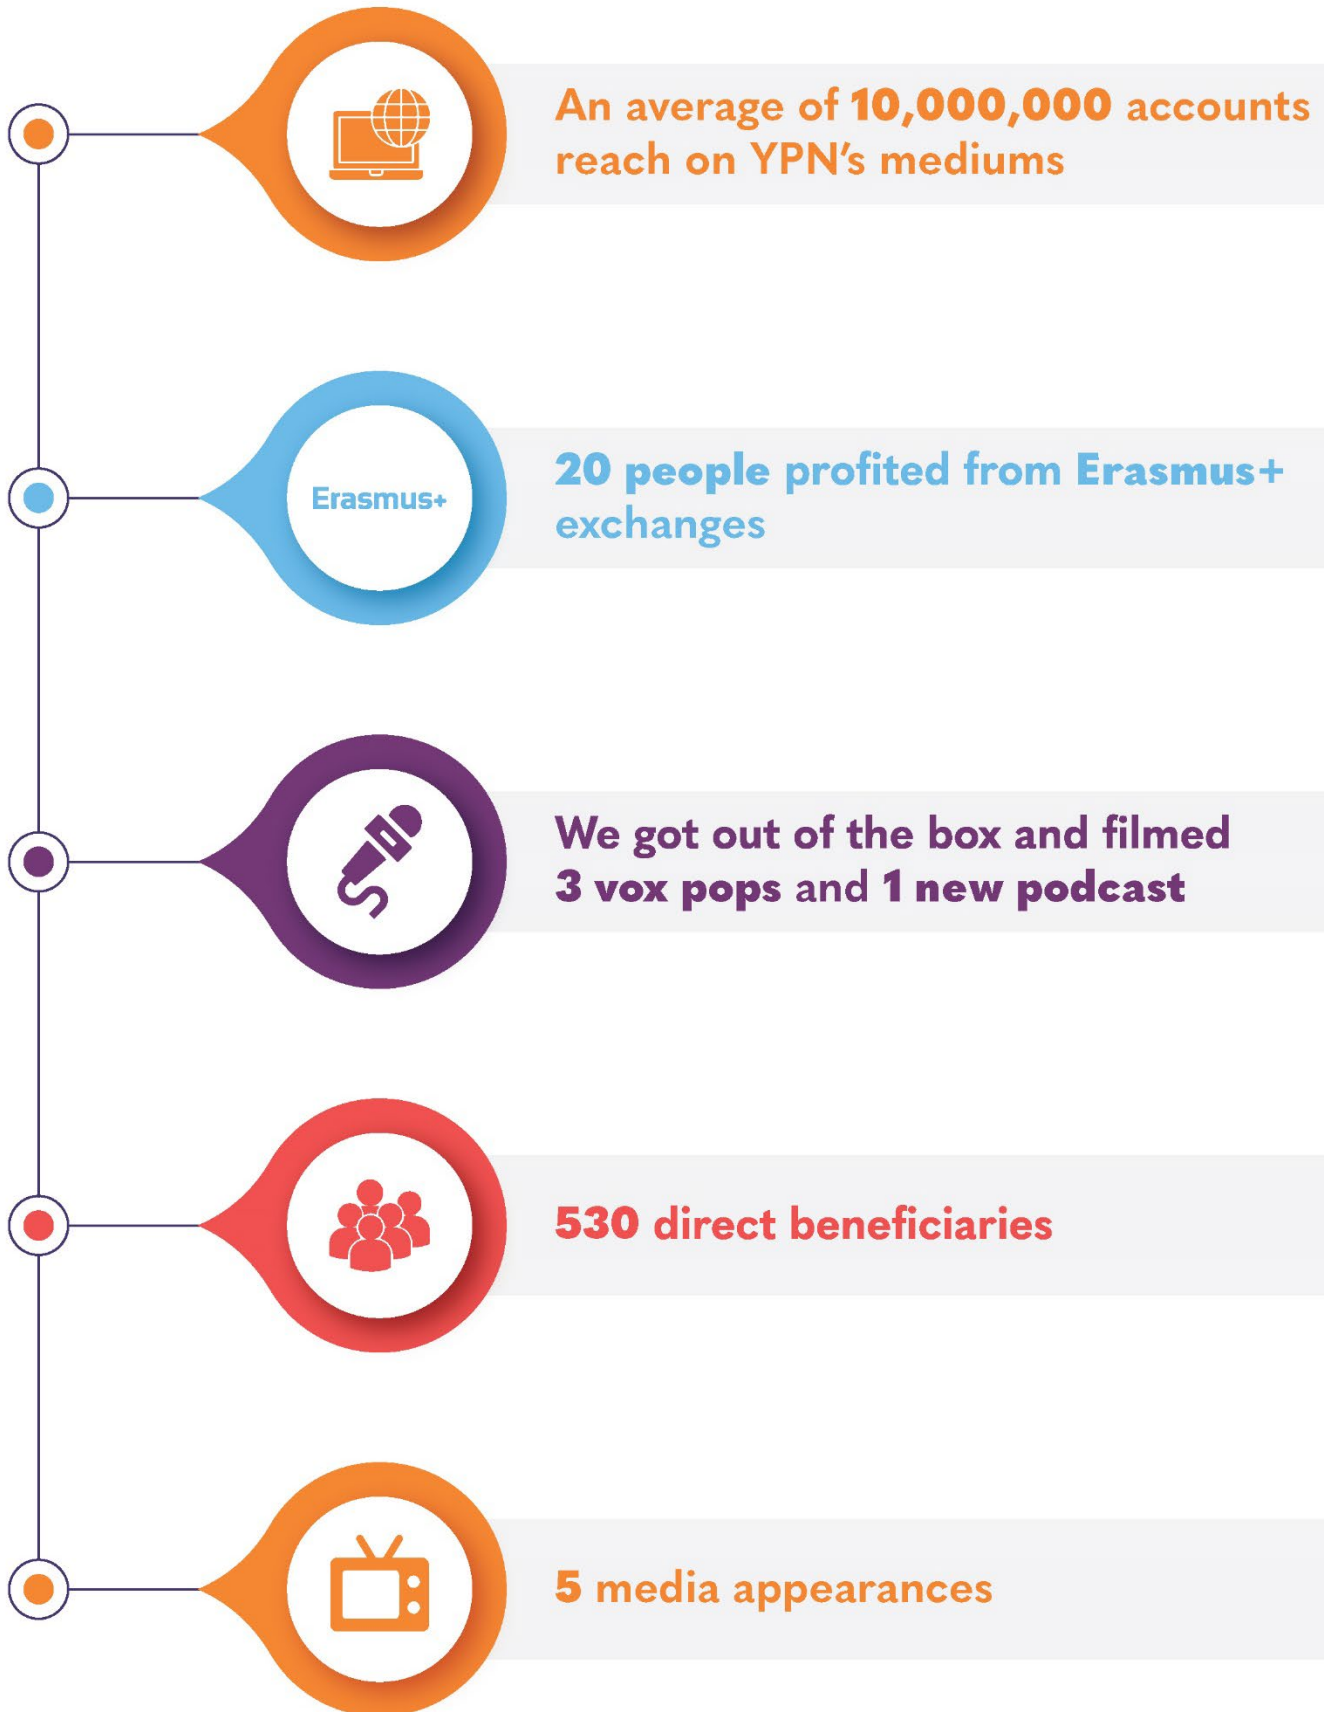 An average of 10,000,000 accounts
reach on YPN's mediums
Erasmus+
20 people profited from Erasmus+
exchanges
We got out of the box and filmed
3 vox pops and 1 new podcast
530 direct beneficiaries
5 media appearances